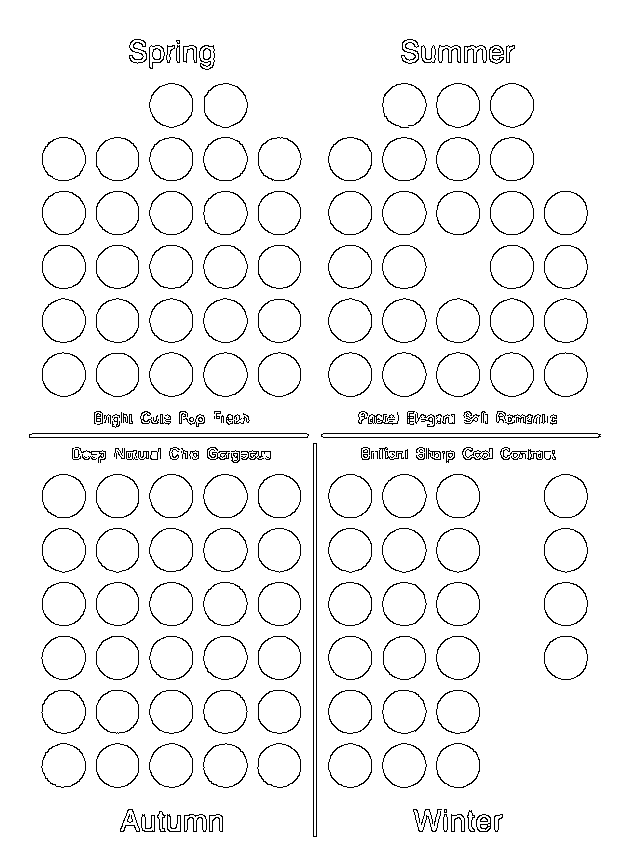 Spring
Summer
Bright Cute Pop Fresh
Pastel Elegant Soft Romantic
Deep Natural Chic Gorgeous
Brilliant Sharp Cool Contrast
Autumn
Winter